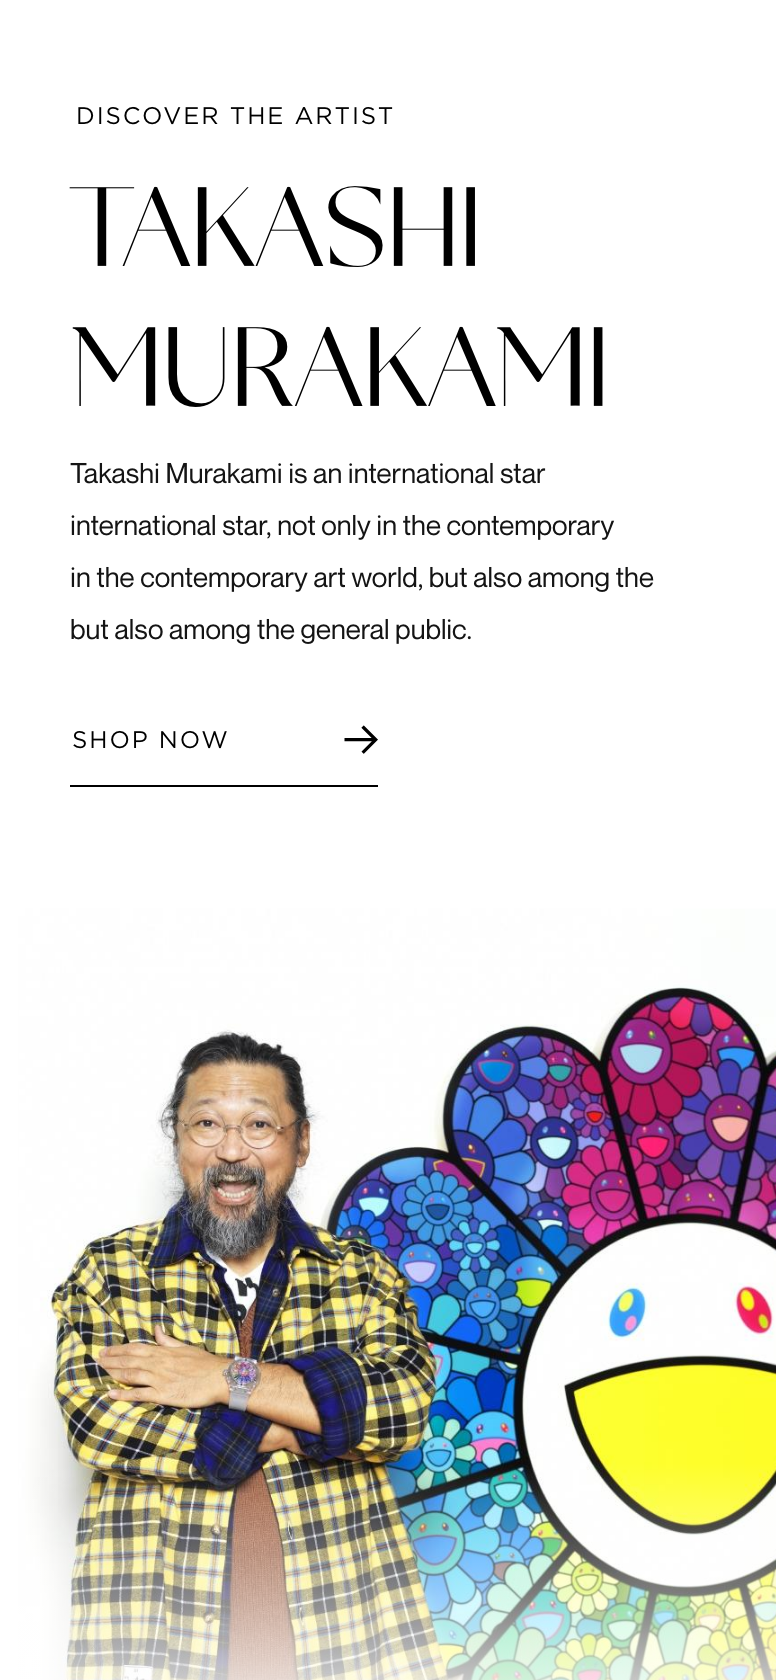 DISCOVER THE ARTIST
TAKASHI
MURAKAMI
Takashi Murakami is an international star
international star, not only in the contemporary
in the contemporary art world, but also among the
but also among the general public.
SHOP NOW